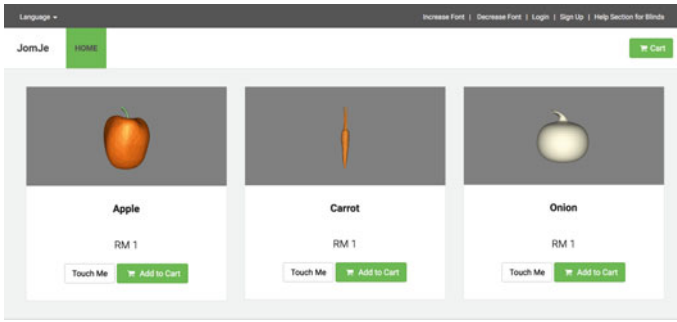 Language
Increase Font | Decrease Font | Login | Sign Up | Help Section for Blinds
JomJe HOME Cart
Apple Carrot Onion
RM 1 RM 1 RM 1
Touch Me Add to Cart Touch Me Add to Cart Touch Me Add to Cart